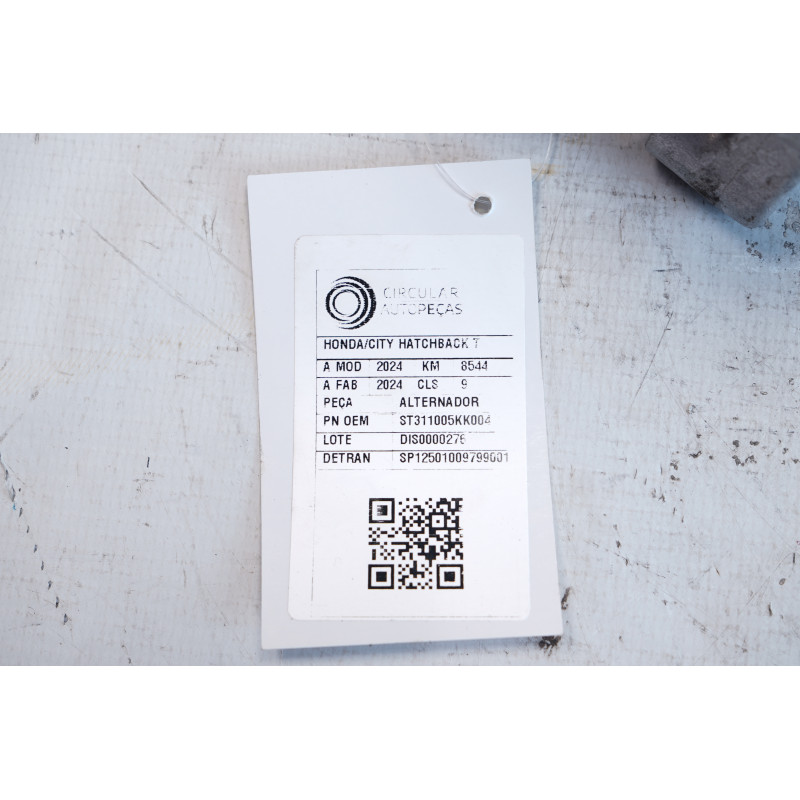 CIRCULAR
AUTOPEÇAS
HONDA/CITY HATCHBACK T
A MOD 2024 KM 8544
A FAB 2024 CLS 9
PEÇA ALTERNADOR
PN OEM ST311005KK004
LOTE DIS0000276
DETRAN SP12501009799001